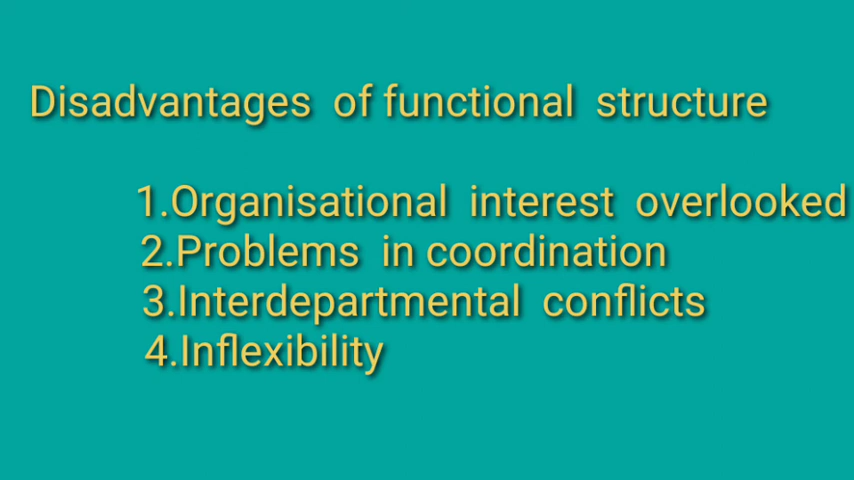 Disadvantages of functional structure
1.Organisational interest overlooked
2.Problems in coordination
3.Interdepartmental conflicts
4.Inflexibility